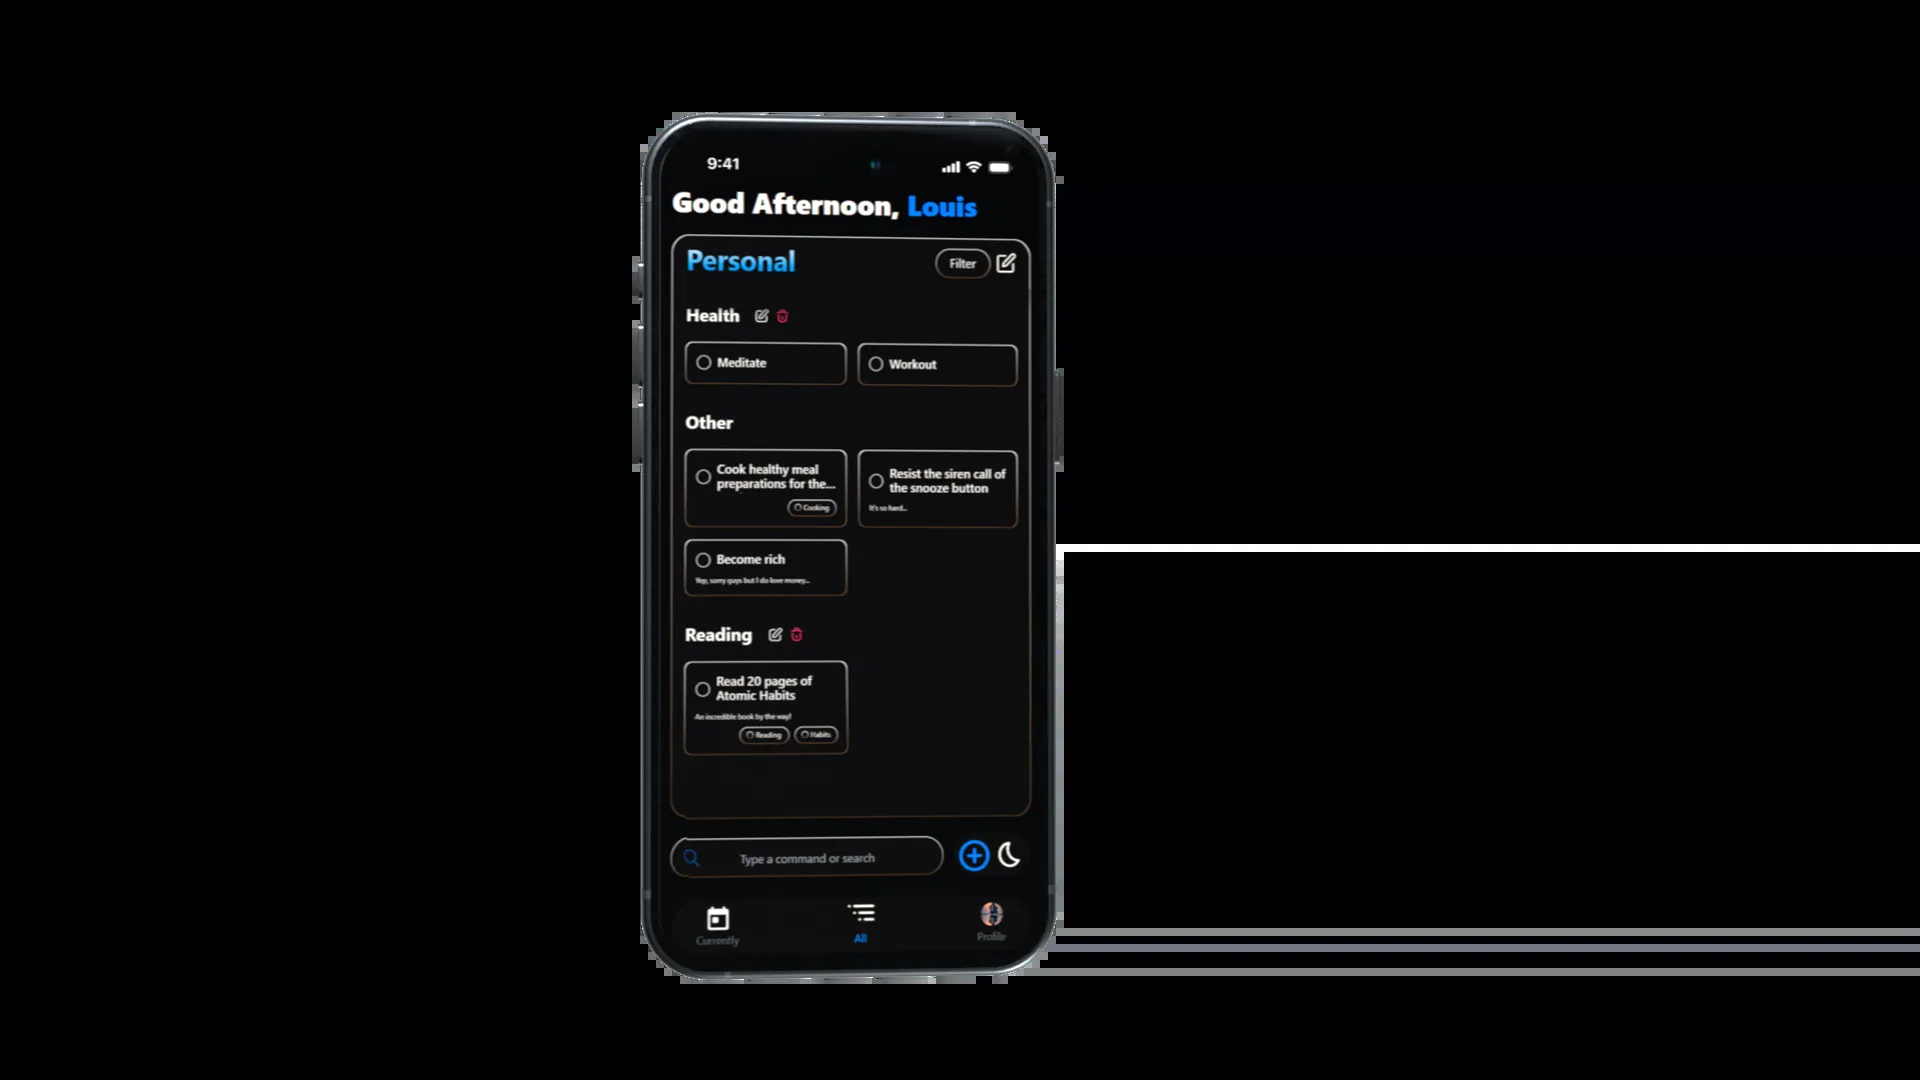 9:41
Good Afternoon, Louis
Personal
Filter
Health
Meditate
Workout
Other
Cook healthy meal
preparations for the...
Cooking
Resist the siren call of
the snooze button
It's so hard...
Become rich
Yep, sorry guys but I do love money...
Reading
Read 20 pages of
Atomic Habits
An incredible book by the way!
Reading
Habits
Type a command or search
Currently
All
Profile